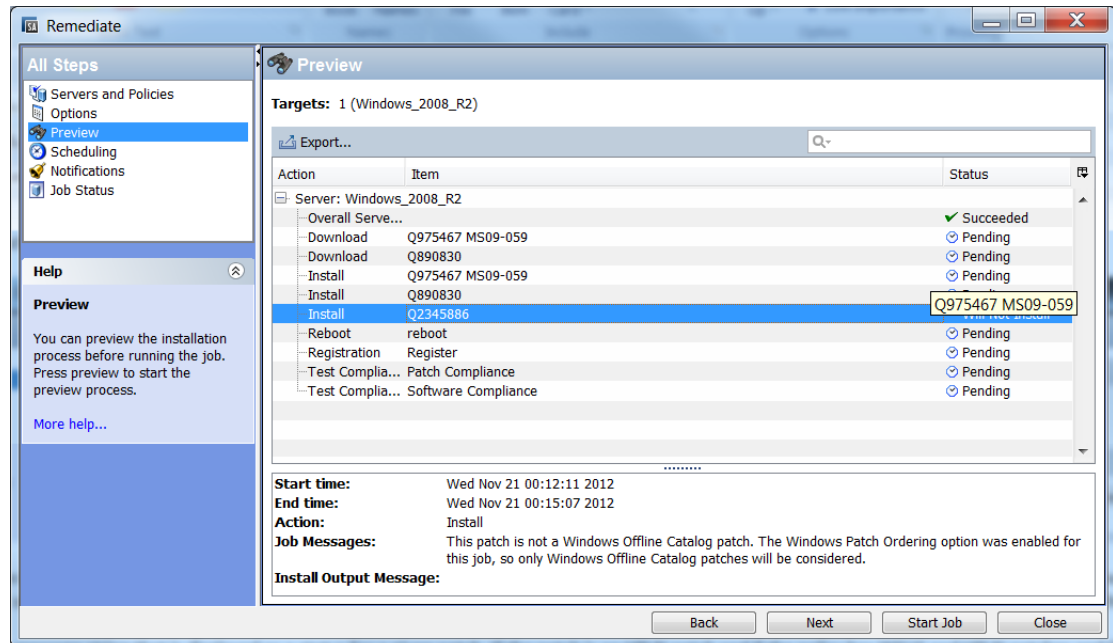 Remediate
All Steps
Servers and Policies
Options
Preview
Scheduling
Notifications
Job Status
Help
Preview
You can preview the installation
process before running the job.
Press preview to start the
preview process.
More help...
Preview
Targets: 1 (Windows_2008_R2)
Export...
Action Item Status
Server: Windows_2008_R2
Overall Serve... Succeeded
Download Q975467 MS09-059 Pending
Download Q890830 Pending
Install Q975467 MS09-059 Pending
Install Q890830
Q975467 MS09-059
Install Q2345886 Will Not Install
Reboot reboot Pending
Registration Register Pending
Test Complia... Patch Compliance Pending
Test Complia... Software Compliance Pending
Start time: Wed Nov 21 00:12:11 2012
End time: Wed Nov 21 00:15:07 2012
Action: Install
Job Messages: This patch is not a Windows Offline Catalog patch. The Windows Patch Ordering option was enabled for
this job, so only Windows Offline Catalog patches will be considered.
Install Output Message:
Back Next Start Job Close